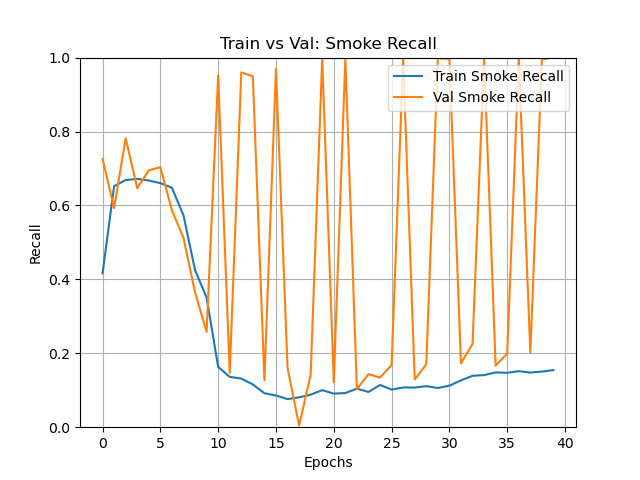 Train vs Val: Smoke Recall
1.0
0.8
0.6
0.4
0.2
0.0
Recall
Train Smoke Recall
Val Smoke Recall
0 5 10 15 20 25 30 35 40
Epochs